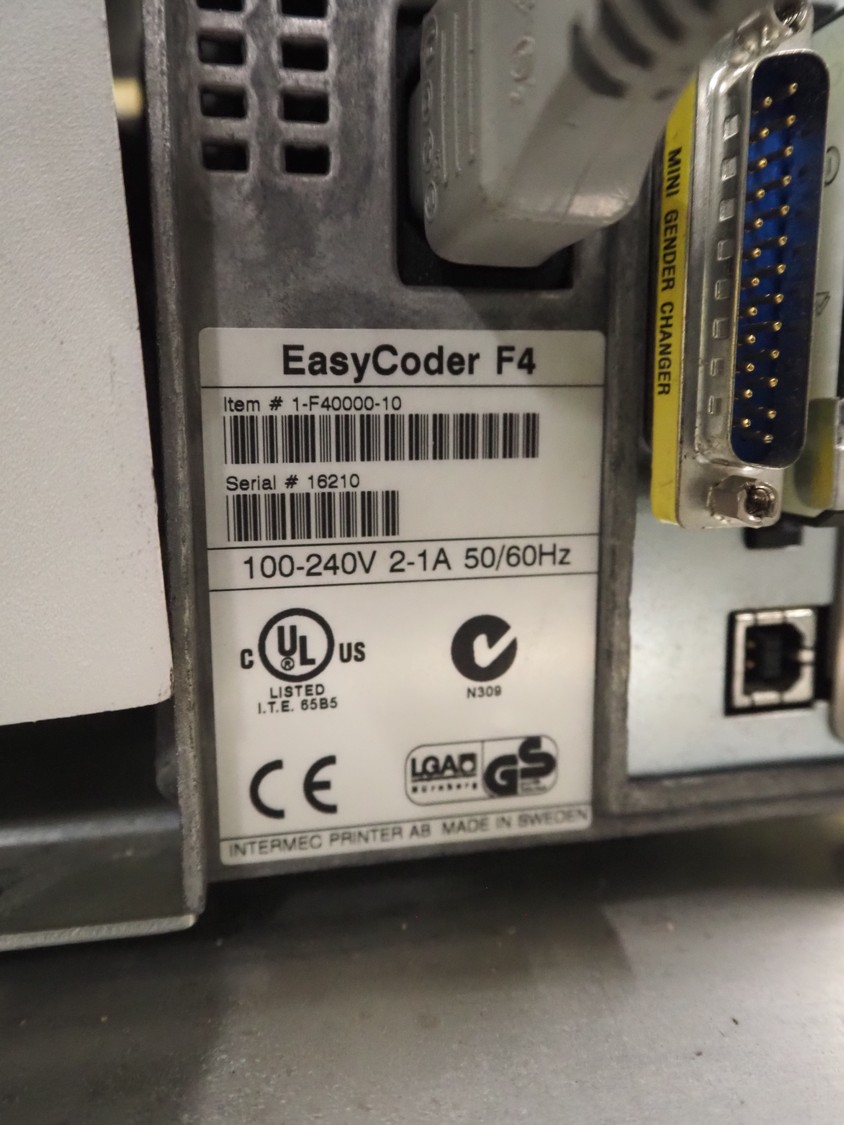 MINI GENDER CHANGER
EasyCoder F4
Item # 1-F40000-10
Serial # 16210
100-240V 2-1A 50/60Hz
C UL ® US
LISTED
I.T.E. 65B5
N309
CE
LGA
Nürnberg
GS
INTERMEC PRINTER AB MADE IN SWEDEN